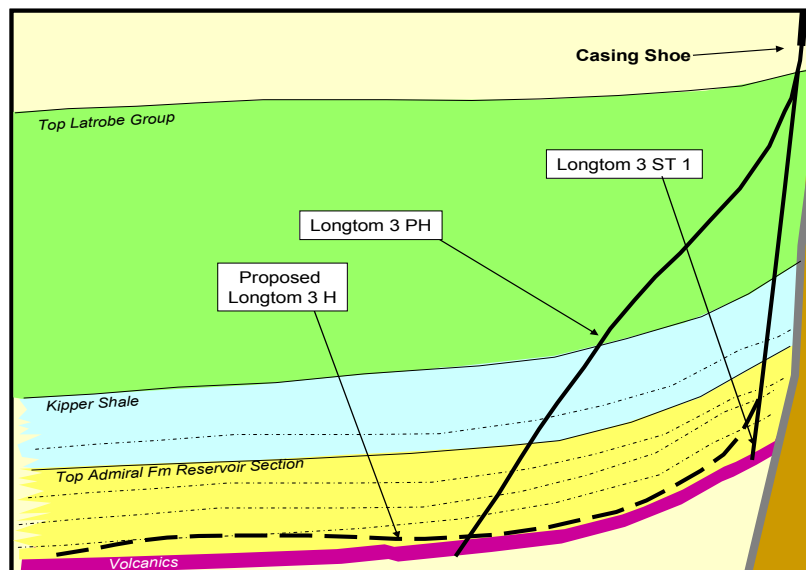 Casing Shoe
Top Latrobe Group
Longtom 3 ST 1
Longtom 3 PH
Proposed
Longtom 3 H
Kipper Shale
Top Admiral Fm Reservoir Section
Volcanics